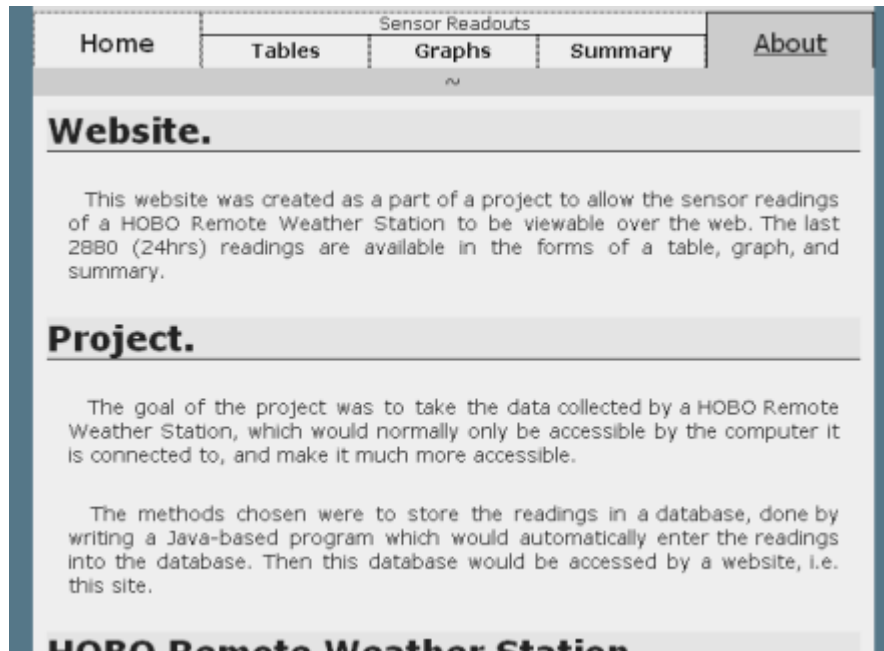 Home
Sensor Readouts
Tables
Graphs
Summary
About
~
Website.
This website was created as a part of a project to allow the sensor readings
of a HOBO Remote Weather Station to be viewable over the web. The last
2880 (24hrs) readings are available in the forms of a table, graph, and
summary.
Project.
The goal of the project was to take the data collected by a HOBO Remote
Weather Station, which would normally only be accessible by the computer it
is connected to, and make it much more accessible.
The methods chosen were to store the readings in a database, done by
writing a Java-based program which would automatically enter the readings
into the database. Then this database would be accessed by a website, i.e.
this site.
HOBO Remote Weather Station